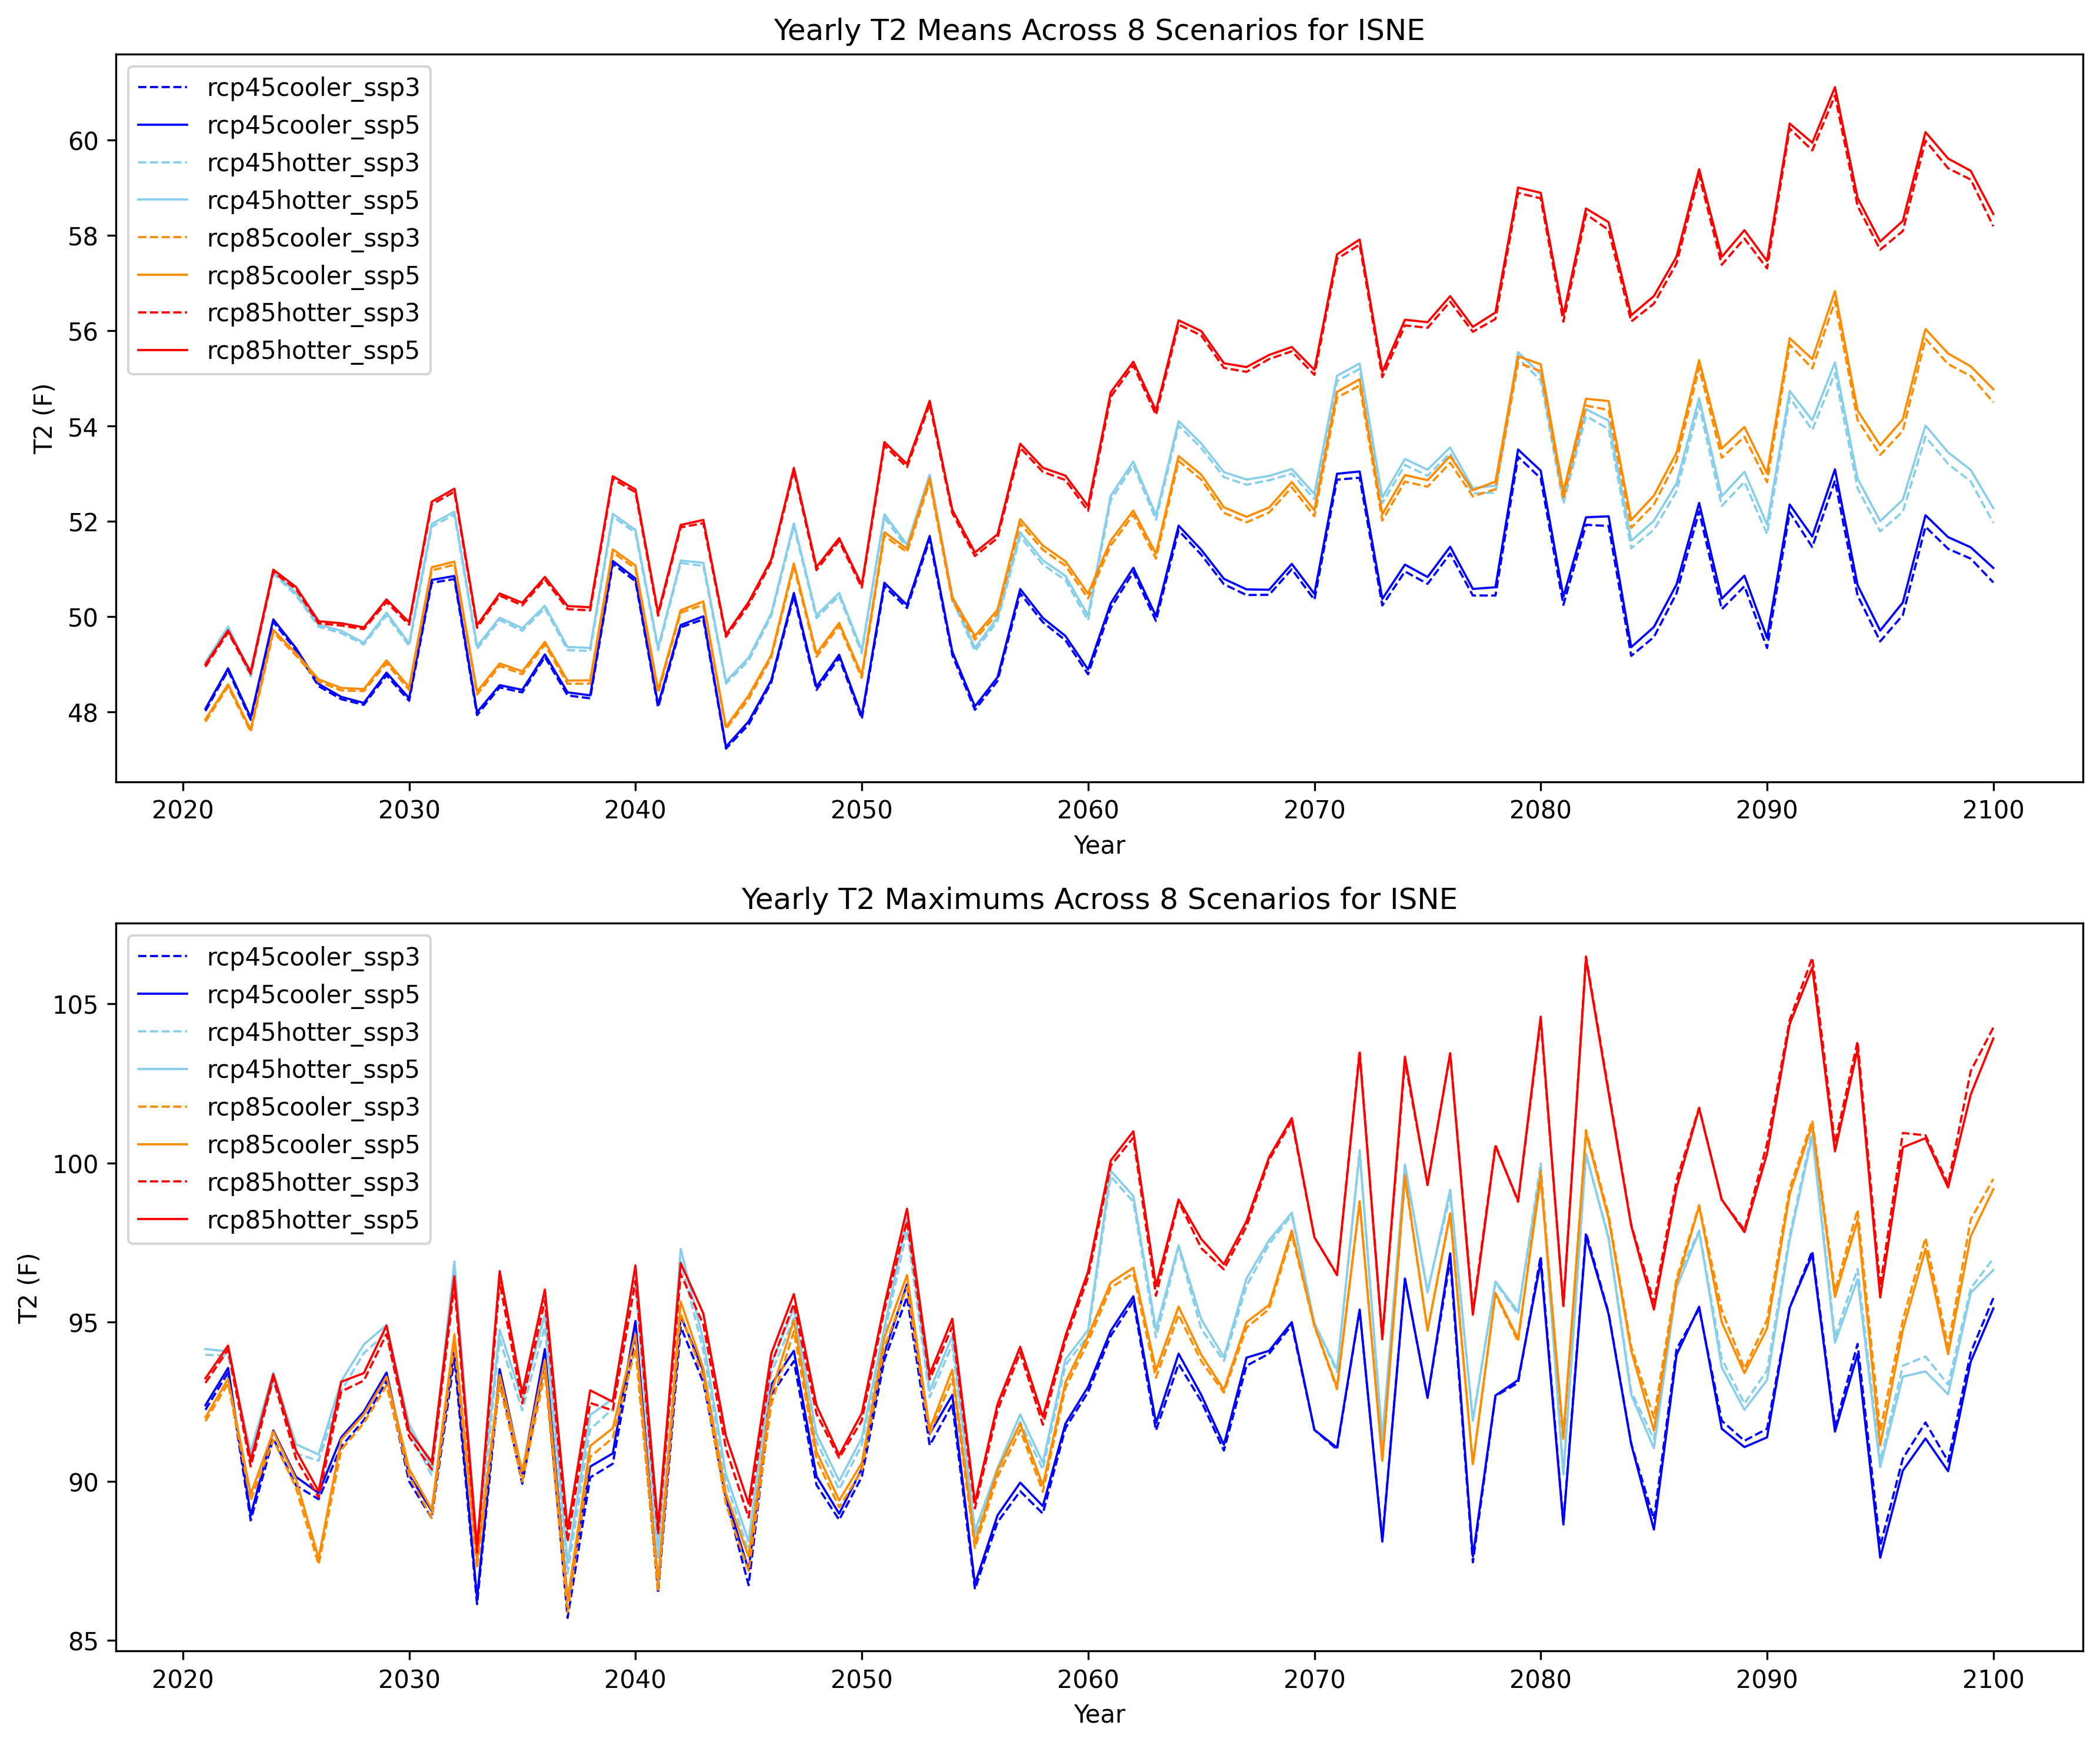 Yearly T2 Means Across 8 Scenarios for ISNE
rcp45cooler_ssp3
rcp45cooler_ssp5
rcp45hotter_ssp3
rcp45hotter_ssp5
rcp85cooler_ssp3
rcp85cooler_ssp5
rcp85hotter_ssp3
rcp85hotter_ssp5
T2 (F)
60
58
56
54
52
50
48
2020 2030 2040 2050 2060 2070 2080 2090 2100
Year
Yearly T2 Maximums Across 8 Scenarios for ISNE
rcp45cooler_ssp3
rcp45cooler_ssp5
rcp45hotter_ssp3
rcp45hotter_ssp5
rcp85cooler_ssp3
rcp85cooler_ssp5
rcp85hotter_ssp3
rcp85hotter_ssp5
T2 (F)
105
100
95
90
85
2020 2030 2040 2050 2060 2070 2080 2090 2100
Year